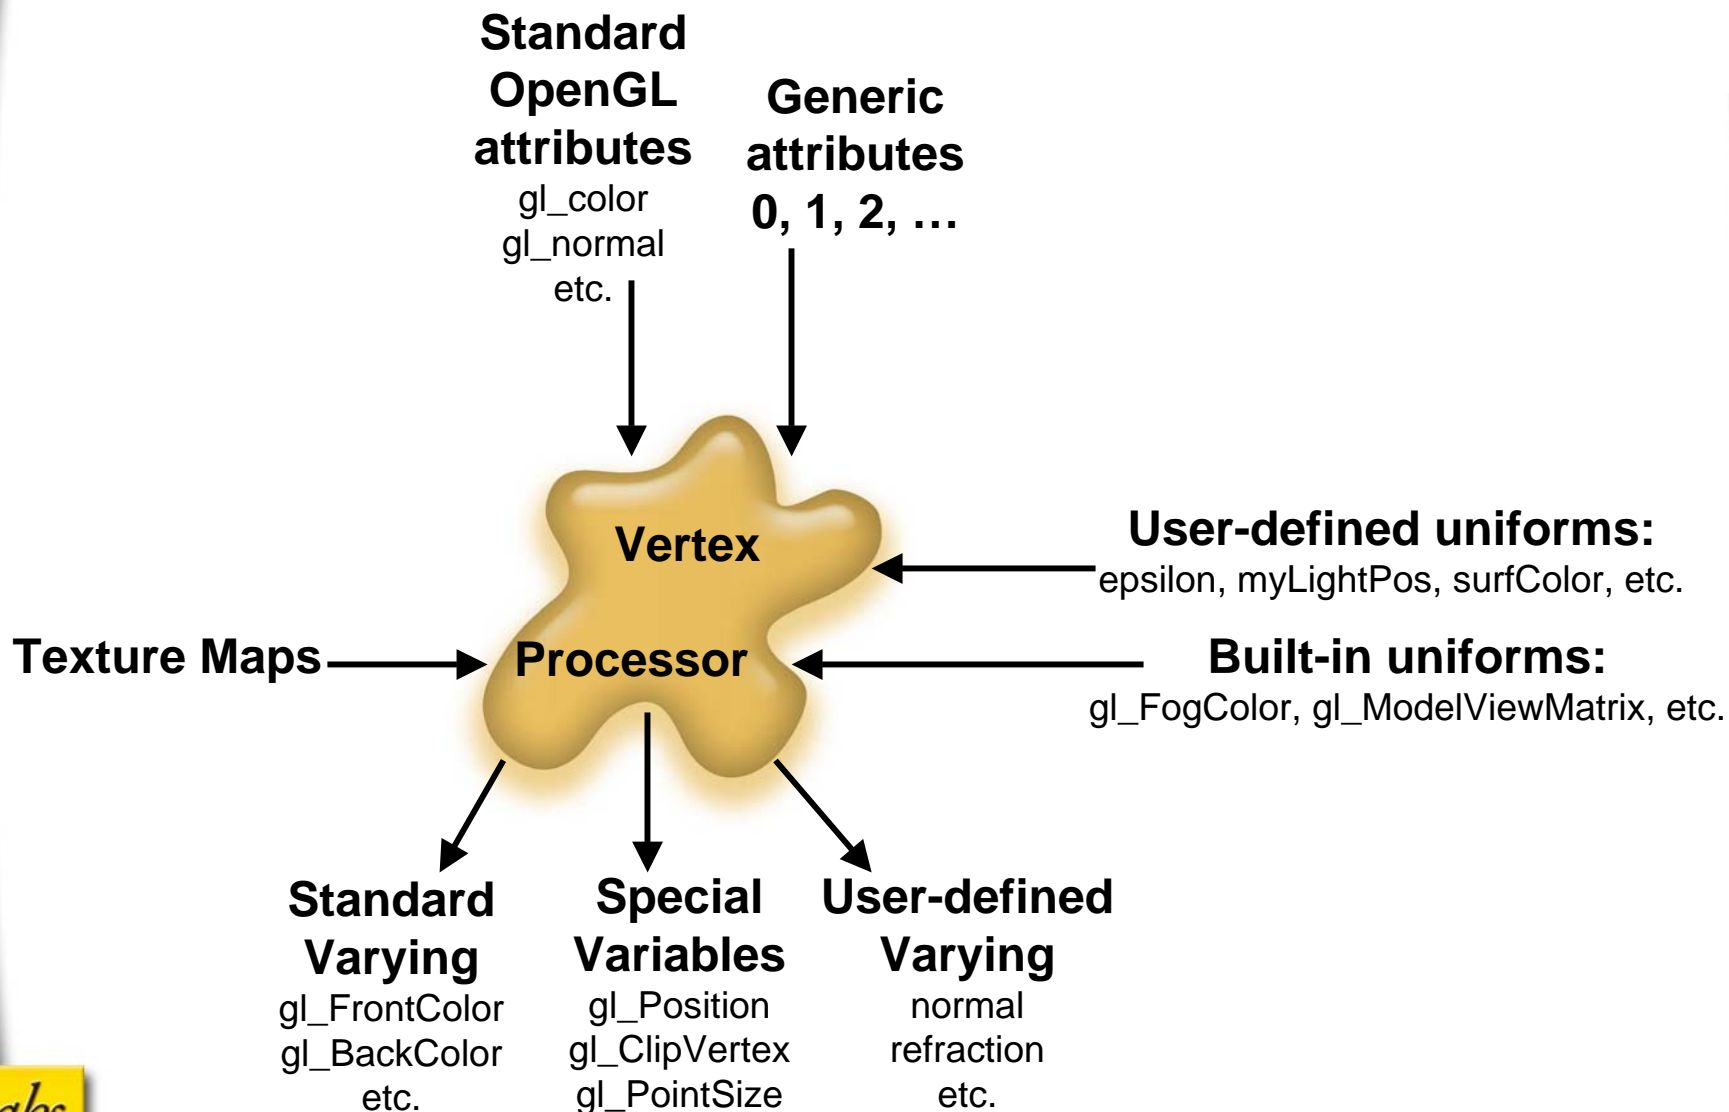 Standard
OpenGL
attributes
gl_color
gl_normal
etc.
Generic
attributes
0, 1, 2, …
Vertex
Processor
User-defined uniforms:
epsilon, myLightPos, surfColor, etc.
Texture Maps
Built-in uniforms:
gl_FogColor, gl_ModelViewMatrix, etc.
Standard
Varying
gl_FrontColor
gl_BackColor
etc.
Special
Variables
gl_Position
gl_ClipVertex
gl_PointSize
User-defined
Varying
normal
refraction
etc.